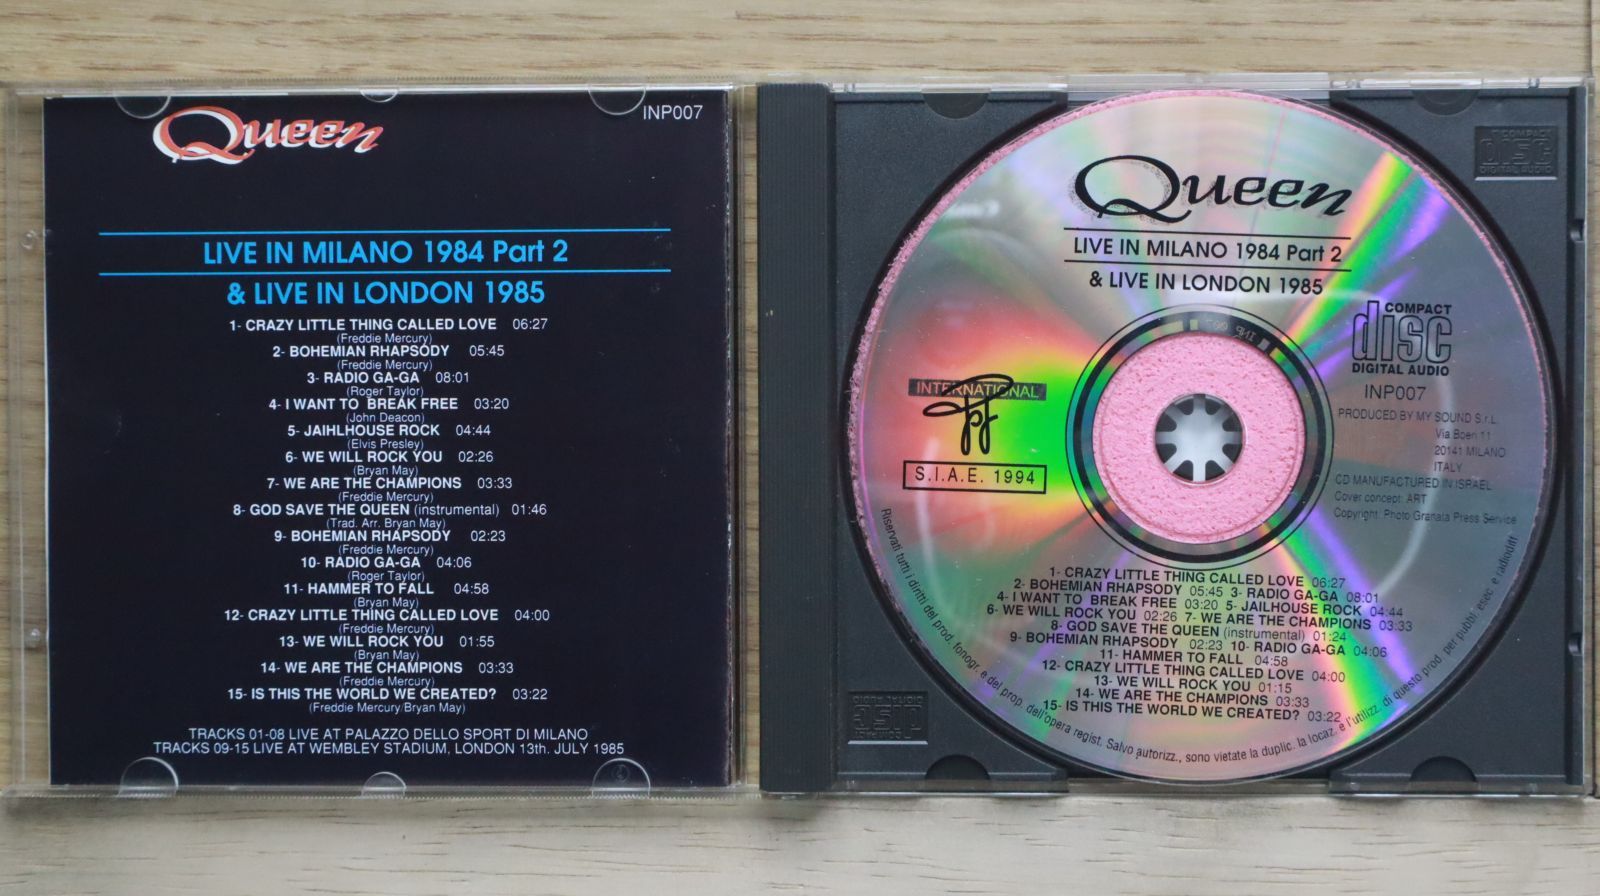 Queen
INP007
LIVE IN MILANO 1984 Part 2
& LIVE IN LONDON 1985
1- CRAZY LITTLE THING CALLED LOVE 06:27
(Freddie Mercury)
2- BOHEMIAN RHAPSODY 05:45
(Freddie Mercury)
3- RADIO GA-GA 08:01
(Roger Taylor)
4- I WANT TO BREAK FREE 03:20
(John Deacon)
5- JAIHLHOUSE ROCK 04:44
(Elvis Presley)
6- WE WILL ROCK YOU 02:26
(Bryan May)
7- WE ARE THE CHAMPIONS 03:33
(Freddie Mercury)
8- GOD SAVE THE QUEEN (instrumental) 01:46
(Trad. Arr. Bryan May)
9- BOHEMIAN RHAPSODY 02:23
(Freddie Mercury)
10- RADIO GA-GA 04:06
(Roger Taylor)
11- HAMMER TO FALL 04:58
(Bryan May)
12- CRAZY LITTLE THING CALLED LOVE 04:00
(Freddie Mercury)
13- WE WILL ROCK YOU 01:55
(Bryan May)
14- WE ARE THE CHAMPIONS 03:33
(Freddie Mercury)
15- IS THIS THE WORLD WE CREATED? 03:22
(Freddie Mercury/Bryan May)
TRACKS 01-08 LIVE AT PALAZZO DELLO SPORT DI MILANO
TRACKS 09-15 LIVE AT WEMBLEY STADIUM, LONDON 13th. JULY 1985
COMPACT
disc
DIGITAL AUDIO
Queen
LIVE IN MILANO 1984 Part 2
& LIVE IN LONDON 1985
INP 007
COMPACT
disc
DIGITAL AUDIO
INP007
PRODUCED BY MY SOUND S.r.L.
Via Boeri 11
20141 MILANO
ITALY
CD MANUFACTURED IN ISRAEL
Cover concept: ART
Copyright: Photo Granata Press Service
INTERNATIONAL
S.I.A.E. 1994
1- CRAZY LITTLE THING CALLED LOVE 06:27
2- BOHEMIAN RHAPSODY 05:45 3- RADIO GA-GA 08:01
4- I WANT TO BREAK FREE 03:20 5- JAILHOUSE ROCK 04:44
6- WE WILL ROCK YOU 02:26 7- WE ARE THE CHAMPIONS 03:33
8- GOD SAVE THE QUEEN (instrumental) 01:24
9- BOHEMIAN RHAPSODY 02:23 10- RADIO GA-GA 04:06
11- HAMMER TO FALL 04:58
12- CRAZY LITTLE THING CALLED LOVE 04:00
13- WE WILL ROCK YOU 01:15
14- WE ARE THE CHAMPIONS 03:33
15- IS THIS THE WORLD WE CREATED? 03:22
Riservati tutti i diritti del prod. fonogr. e del prop. dell'opera regist. Salvo autorizz., sono vietate la duplic. la locaz. e l'utilizz. di questo prod. per pubbl. esec. e radiodiff
COMPACT
disc
DIGITAL AUDIO